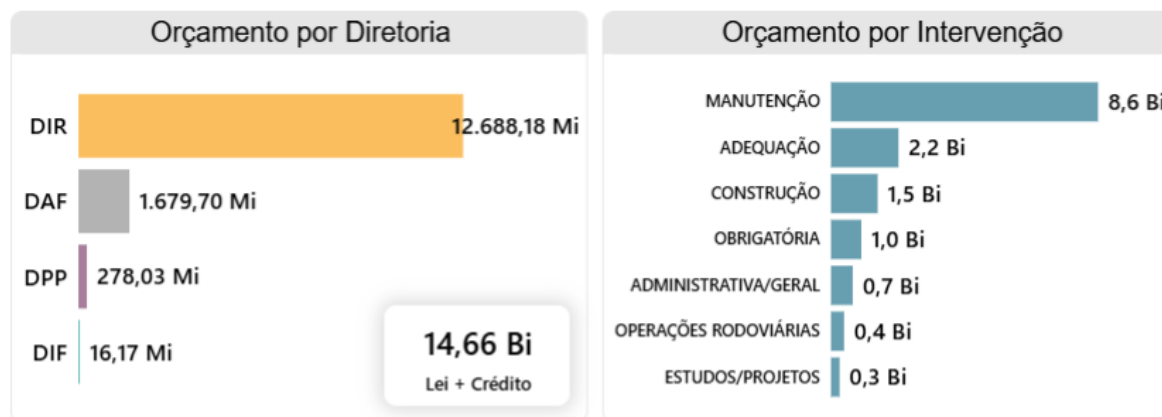 Orçamento por Diretoria
DIR 12.688,18 Mi
DAF 1.679,70 Mi
DPP 278,03 Mi
DIF 16,17 Mi
14,66 Bi
Lei + Crédito
Orçamento por Intervenção
MANUTENÇÃO 8,6 Bi
ADEQUAÇÃO 2,2 Bi
CONSTRUÇÃO 1,5 Bi
OBRIGATÓRIA 1,0 Bi
ADMINISTRATIVA/GERAL 0,7 Bi
OPERAÇÕES RODOVIÁRIAS 0,4 Bi
ESTUDOS/PROJETOS 0,3 Bi